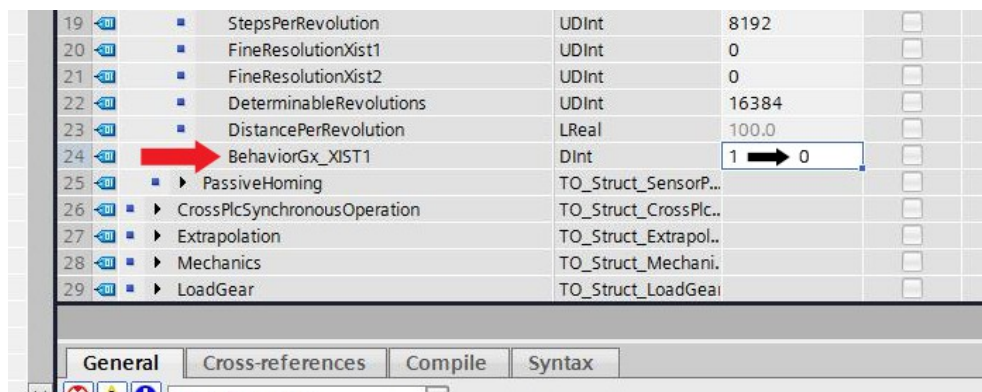 19 StepsPerRevolution UDInt 8192
20 FineResolutionXist1 UDInt 0
21 FineResolutionXist2 UDInt 0
22 DeterminableRevolutions UDInt 16384
23 DistancePerRevolution LReal 100.0
24 BehaviorGx_XIST1 DInt 1 0
25 PassiveHoming TO_Struct_SensorP...
26 CrossPlcSynchronousOperation TO_Struct_CrossPlc..
27 Extrapolation TO_Struct_Extrapol..
28 Mechanics TO_Struct_Mechani.
29 LoadGear TO_Struct_LoadGear
General Cross-references Compile Syntax